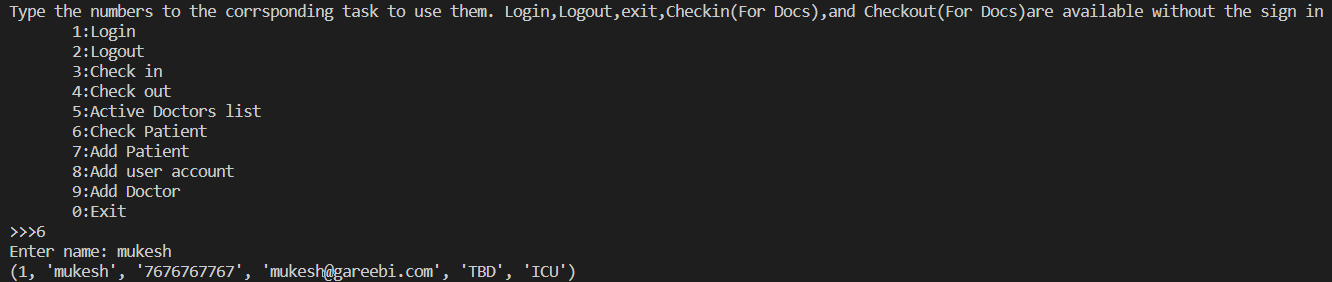 Type the numbers to the corrsponding task to use them. Login,Logout,exit,Checkin(For Docs),and Checkout(For Docs)are available without the sign in
1:Login
2:Logout
3:Check in
4:Check out
5:Active Doctors list
6:Check Patient
7:Add Patient
8:Add user account
9:Add Doctor
0:Exit
>>>6
Enter name: mukesh
(1, 'mukesh', '7676767767', 'mukesh@gareebi.com', 'TBD', 'ICU')